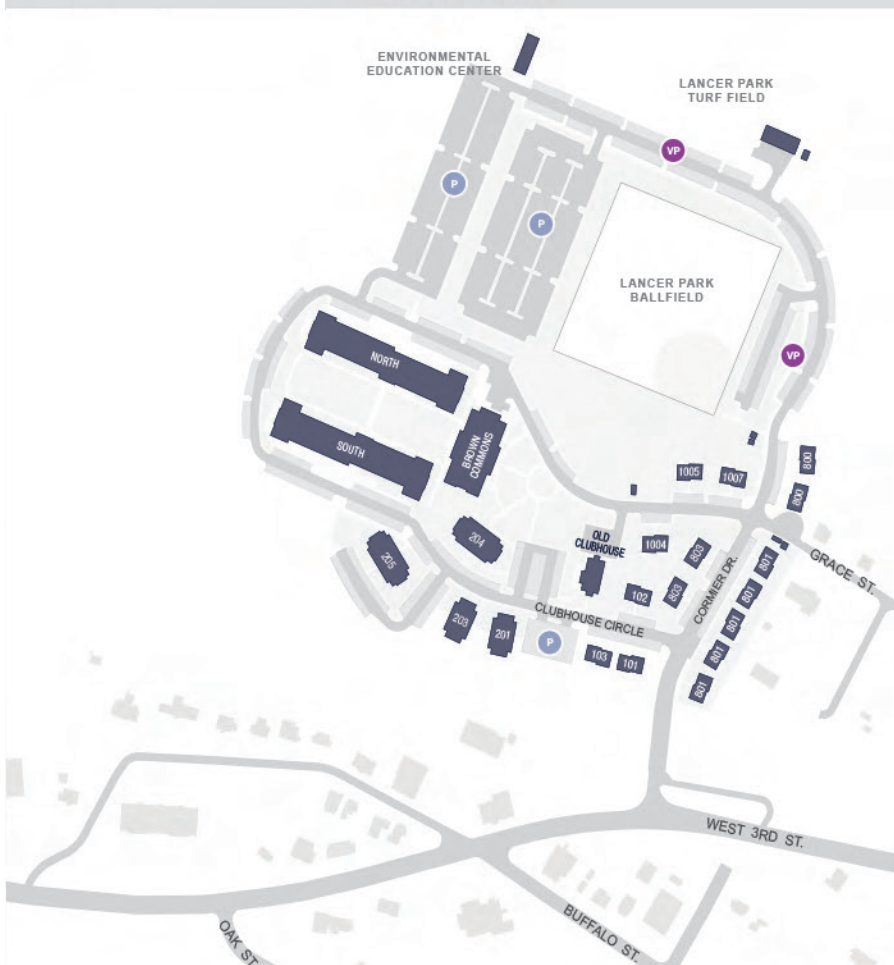 ENVIRONMENTAL
EDUCATION CENTER
LANCER PARK
TURF FIELD
VP
P
P
LANCER PARK
BALLFIELD
VP
NORTH
SOUTH
BROWN
COMMONS
1005
1007
800
800
OLD
CLUBHOUSE
1004
803
204
205
801
GRACE ST.
CORMIER DR.
102
803
801
203
201
CLUBHOUSE CIRCLE
801
P
103
101
801
801
WEST 3RD ST.
BUFFALO ST.
OAK ST.